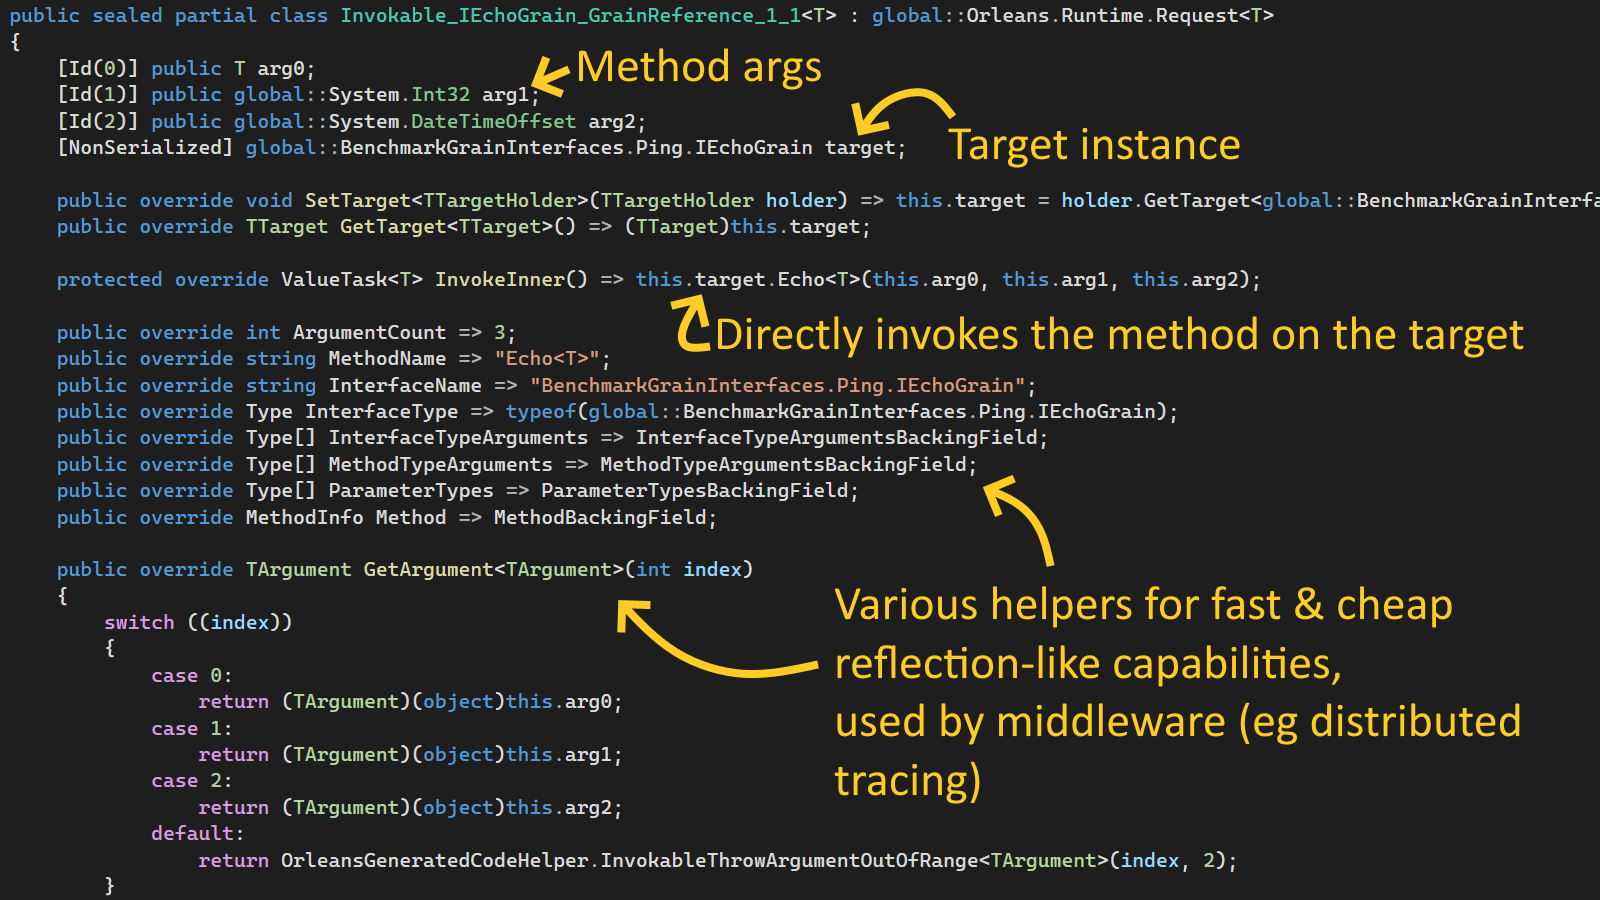 public sealed partial class Invokable_IEchoGrain_GrainReference_1_1<T> : global::Orleans.Runtime.Request<T>
{
[Id(0)] public T arg0;
Method args
[Id(1)] public global::System.Int32 arg1;
[Id(2)] public global::System.DateTimeOffset arg2;
[NonSerialized] global::BenchmarkGrainInterfaces.Ping.IEchoGrain target;
Target instance
public override void SetTarget<TTargetHolder>(TTargetHolder holder) => this.target = holder.GetTarget<global::BenchmarkGrainInterfa
public override TTarget GetTarget<TTarget>() => (TTarget)this.target;
protected override ValueTask<T> InvokeInner() => this.target.Echo<T>(this.arg0, this.arg1, this.arg2);
Directly invokes the method on the target
public override int ArgumentCount => 3;
public override string MethodName => "Echo<T>";
public override string InterfaceName => "BenchmarkGrainInterfaces.Ping.IEchoGrain";
public override Type InterfaceType => typeof(global::BenchmarkGrainInterfaces.Ping.IEchoGrain);
public override Type[] InterfaceTypeArguments => InterfaceTypeArgumentsBackingField;
public override Type[] MethodTypeArguments => MethodTypeArgumentsBackingField;
public override Type[] ParameterTypes => ParameterTypesBackingField;
public override MethodInfo Method => MethodBackingField;
public override TArgument GetArgument<TArgument>(int index)
{
switch ((index))
{
case 0:
return (TArgument)(object)this.arg0;
case 1:
return (TArgument)(object)this.arg1;
case 2:
return (TArgument)(object)this.arg2;
default:
return OrleansGeneratedCodeHelper.InvokableThrowArgumentOutOfRange<TArgument>(index, 2);
}
Various helpers for fast & cheap
reflection-like capabilities,
used by middleware (eg distributed
tracing)